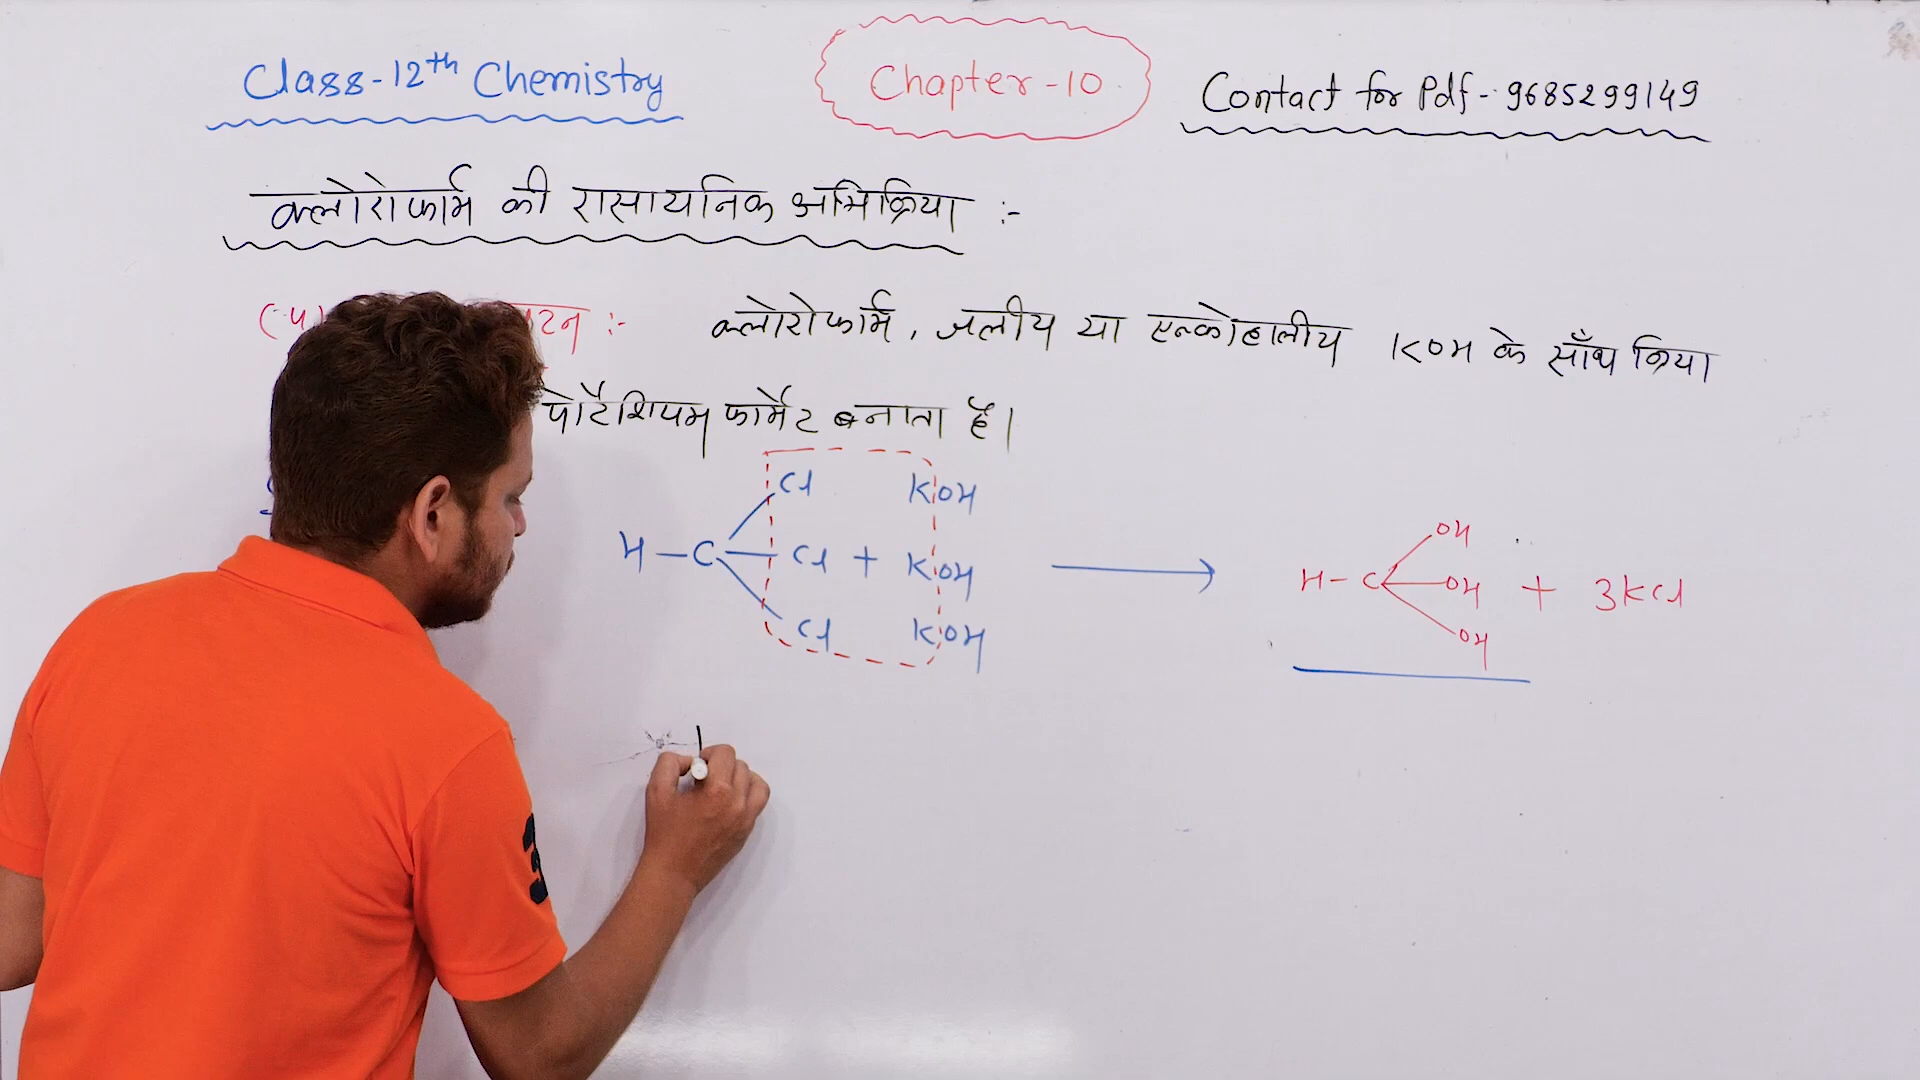 Class-12th Chemistry
Chapter-10
Contact for Pdf-9685299149
क्लोरोफार्म की रासायनिक अभिक्रिया :-
क्लोरोफार्म, जलीय या एल्कोहालीय KOH के साँथ क्रिया
पोटैशियम फार्मेट बनाता है।
Cl KOH
H-C Cl + KOH
Cl KOH
OH
H-C OH + 3KCl
OH